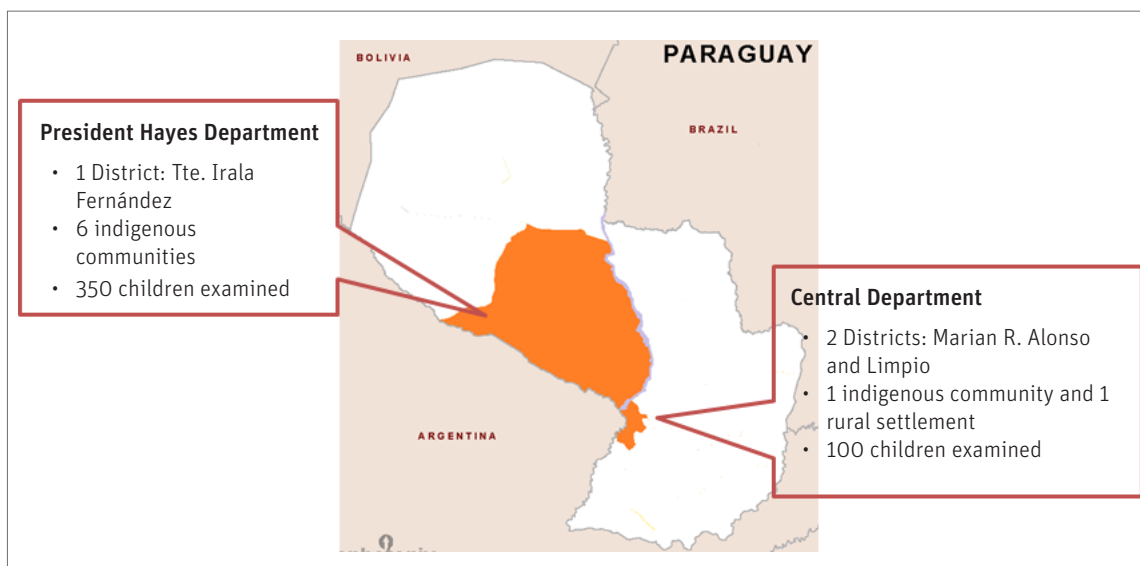 BOLIVIA
PARAGUAY
President Hayes Department
• 1 District: Tte. Irala
Fernández
• 6 indigenous
communities
• 350 children examined
BRAZIL
Central Department
• 2 Districts: Marian R. Alonso
and Limpio
• 1 indigenous community and 1
rural settlement
• 100 children examined
ARGENTINA